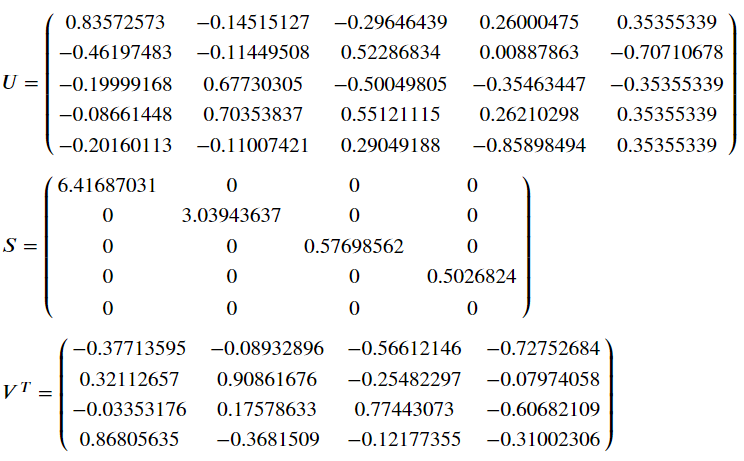 0.83572573 −0.14515127 −0.29646439 0.26000475 0.35355339
−0.46197483 −0.11449508 0.52286834 0.00887863 −0.70710678
U = −0.19999168 0.67730305 −0.50049805 −0.35463447 −0.35355339
−0.08661448 0.70353837 0.55121115 0.26210298 0.35355339
−0.20160113 −0.11007421 0.29049188 −0.85898494 0.35355339
6.41687031 0 0 0
0 3.03943637 0 0
S = 0 0 0.57698562 0
0 0 0 0.5026824
0 0 0 0
−0.37713595 −0.08932896 −0.56612146 −0.72752684
0.32112657 0.90861676 −0.25482297 −0.07974058
V^T = −0.03353176 0.17578633 0.77443073 −0.60682109
0.86805635 −0.3681509 −0.12177355 −0.31002306